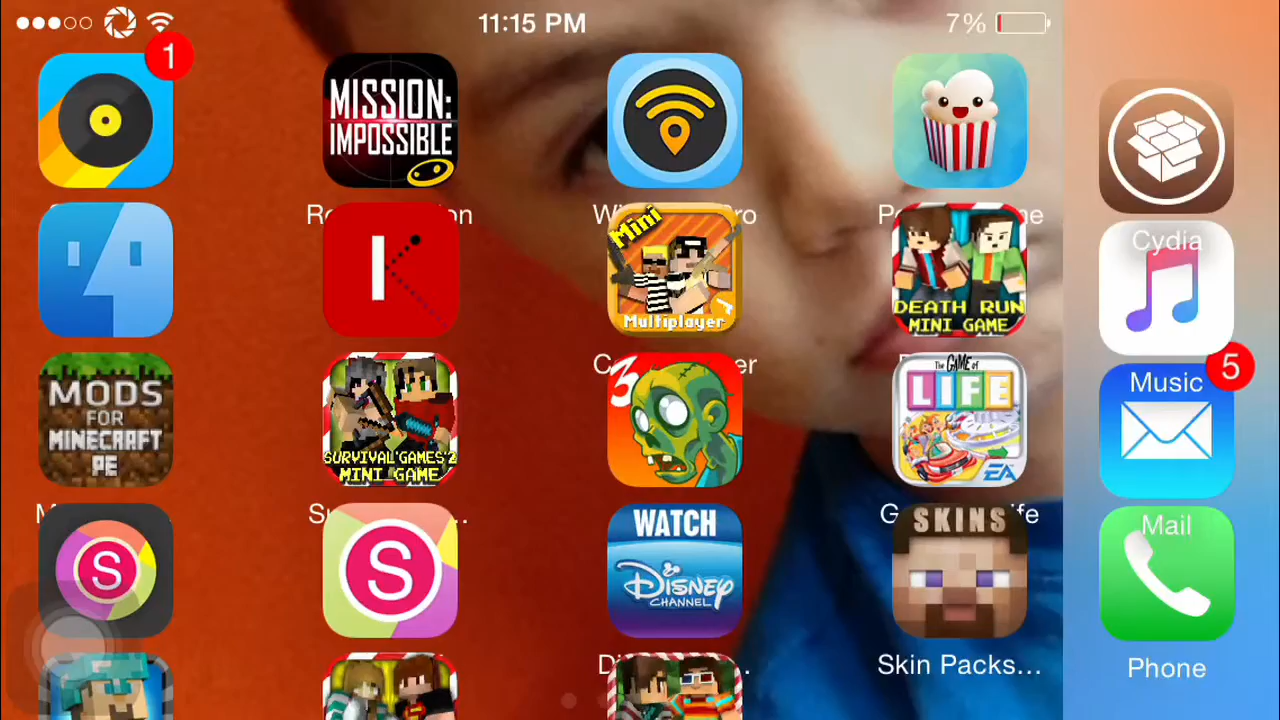 11:15 PM
7%
1
MISSION:
IMPOSSIBLE
Cydia
Mini
Multiplayer
DEATH RUN
MINI GAME
Music
5
MODS
FOR
MINECRAFT
PE
SURVIVAL GAMES 2
MINI GAME
3
THE GAME of
LIFE
EA
Mail
S
S
WATCH
Disney
CHANNEL
SKINS
Skin Packs...
Phone